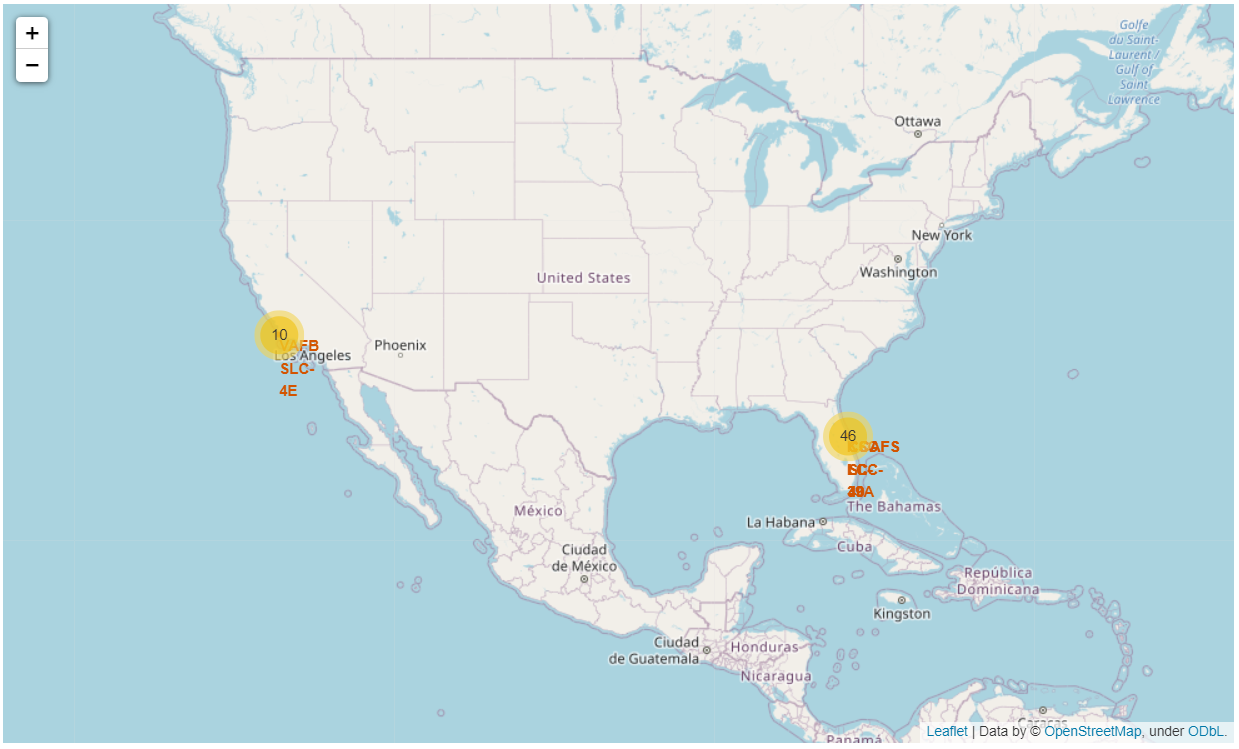 +
−
Golfe
du Saint-
Laurent /
Gulf of
Saint
Lawrence
Ottawa
New York
Washington
United States
10
VAFB
Los Angeles
SLC-
4E
Phoenix
46
The Bahamas
La Habana
México
Cuba
Ciudad
de México
República
Dominicana
Kingston
Ciudad
de Guatemala
Honduras
Nicaragua
Caracas
Panamá
Leaflet | Data by © OpenStreetMap, under ODbL.